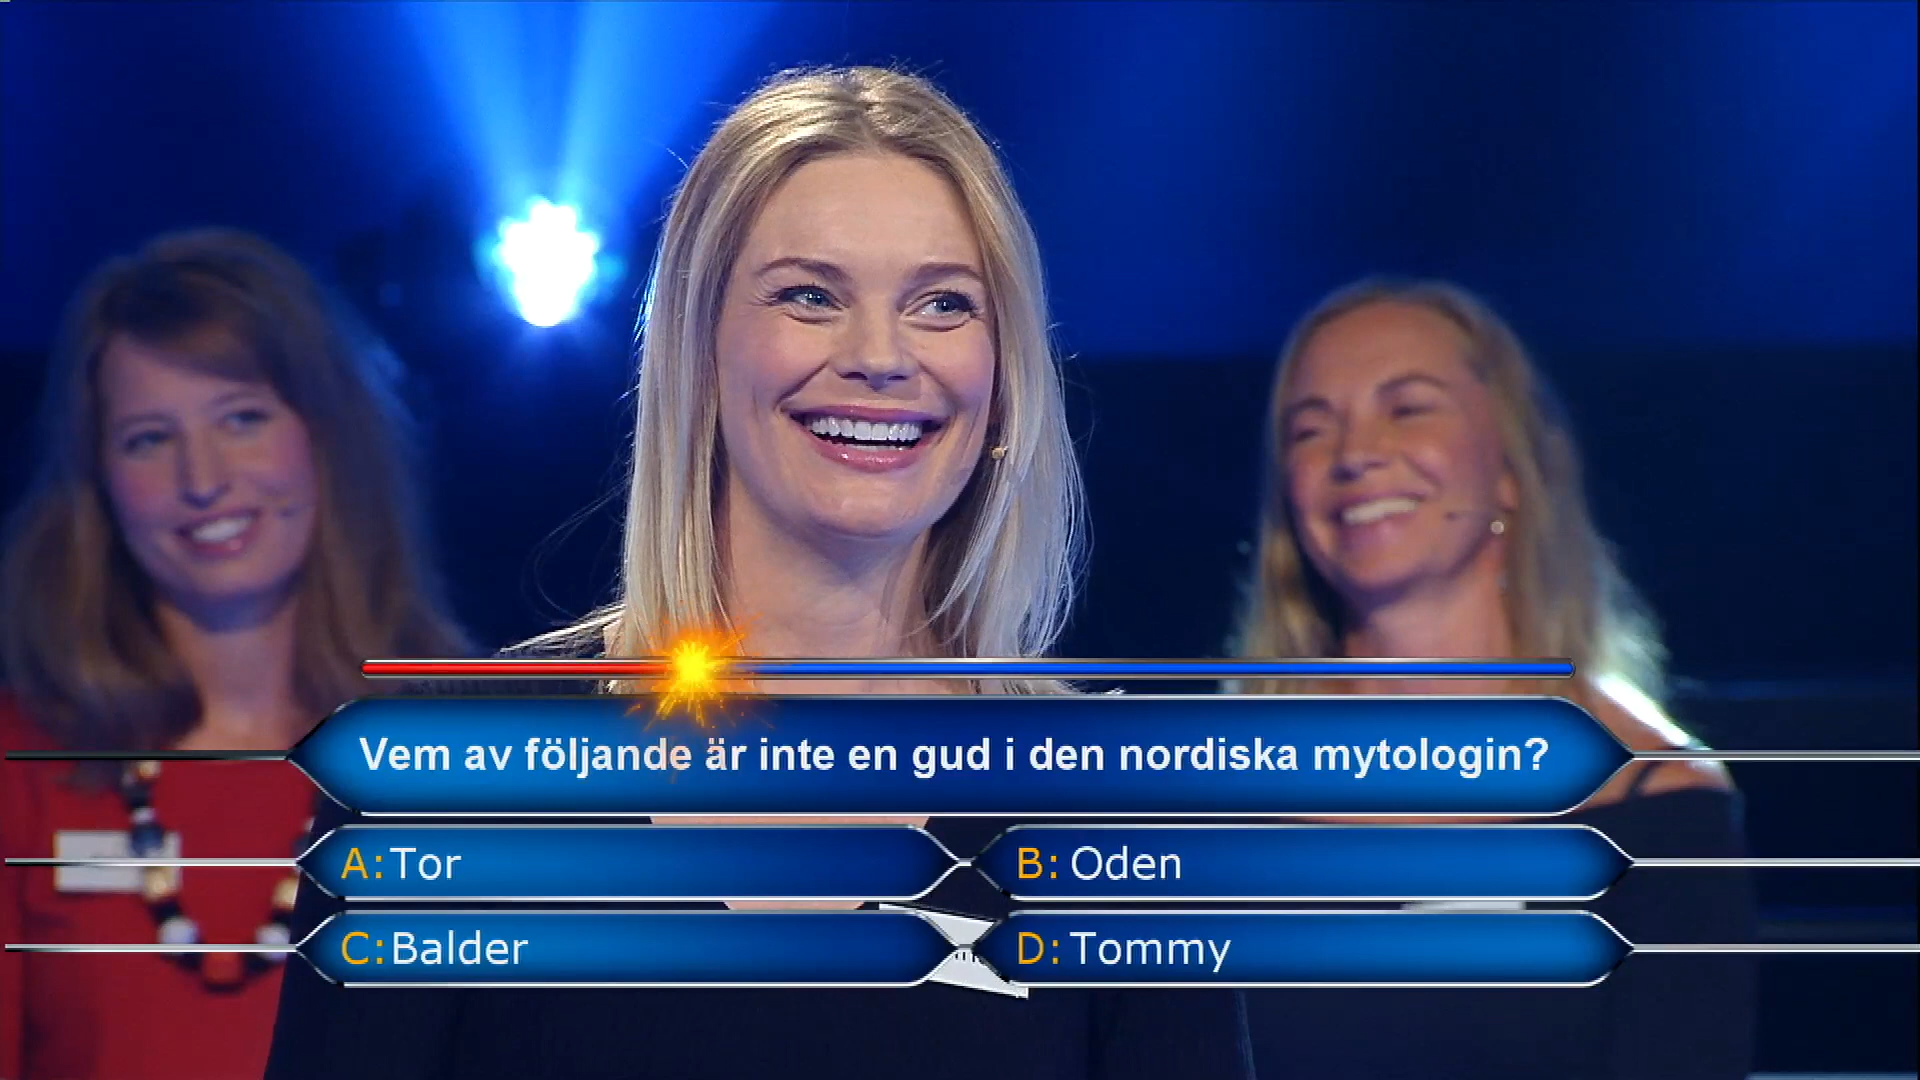 Vem av följande är inte en gud i den nordiska mytologin?
A: Tor
B: Oden
C: Balder
D: Tommy